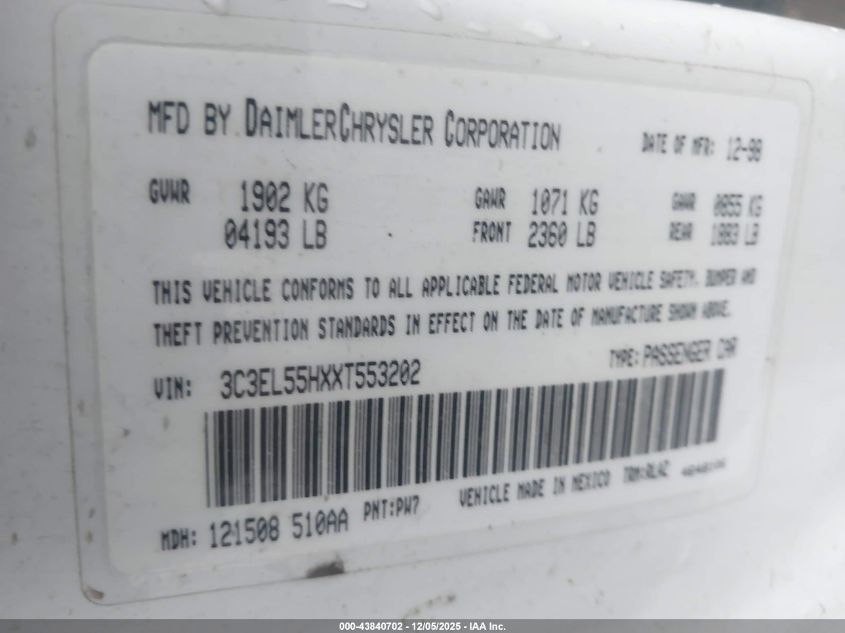 MFD BY DAIMLERCHRYSLER CORPORATION DATE OF MFR: 12-98
GVWR 1902 KG GAWR 1071 KG GAWR 0855 KG
04193 LB FRONT 2360 LB REAR 1883 LB
THIS VEHICLE CONFORMS TO ALL APPLICABLE FEDERAL MOTOR VEHICLE SAFETY, BUMPER AND
THEFT PREVENTION STANDARDS IN EFFECT ON THE DATE OF MANUFACTURE SHOWN ABOVE.
VIN: 3C3EL55HXXT553202 TYPE: PASSENGER CAR
MDH: 121508 510AA PNT:PW7 VEHICLE MADE IN MEXICO
000-43840702 - 12/05/2025 - IAA Inc.